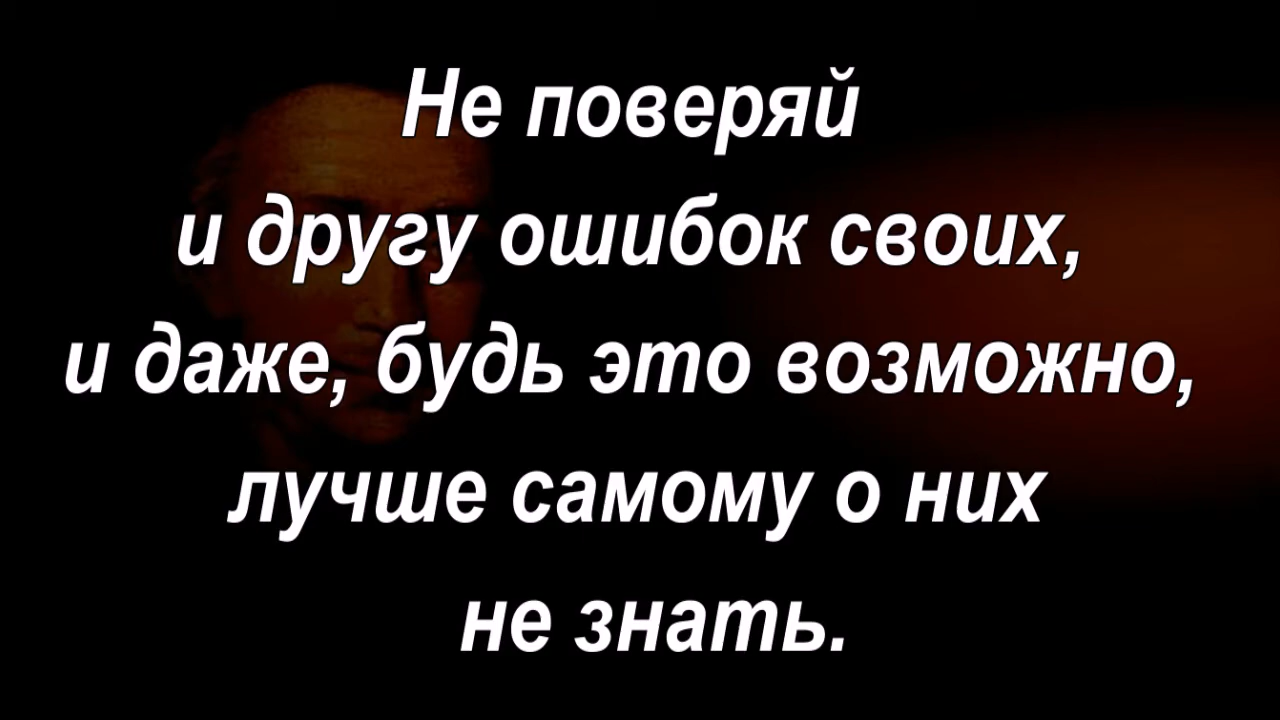 Не поверяй
и другу ошибок своих,
и даже, будь это возможно,
лучше самому о них
не знать.